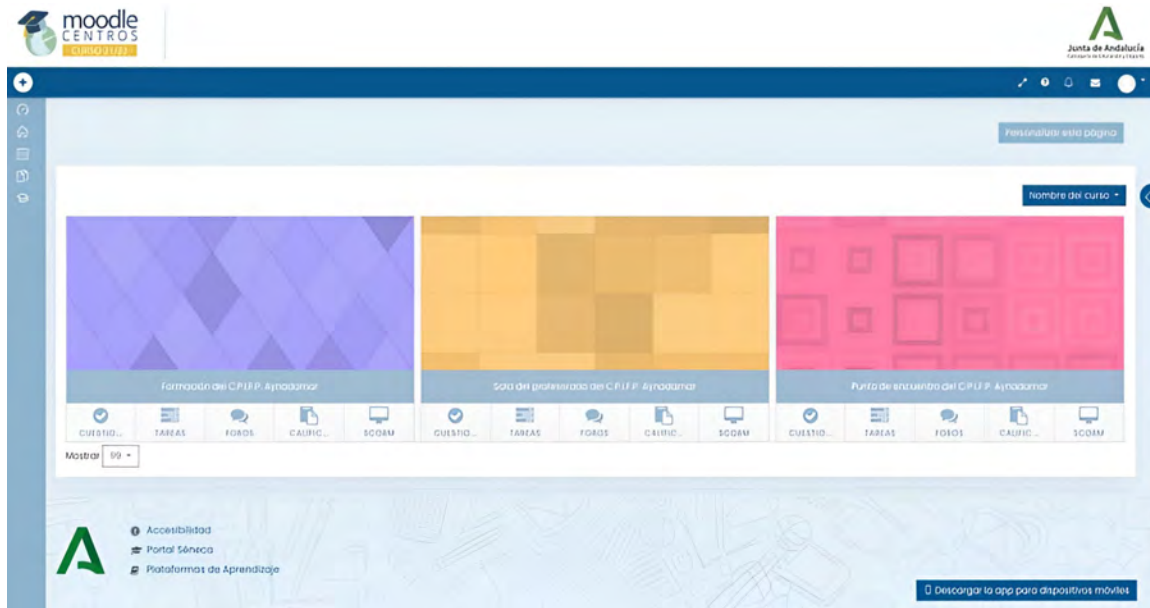 moodle
CENTROS
CURSO 21/22
Junta de Andalucía
Personalizar esta página
Nombre del curso
Formación del C.P.I.F.P. Aynadamar
Sala del profesorado del C.P.I.F.P. Aynadamar
Punto de encuentro del C.P.I.F.P. Aynadamar
CUESTIO... TAREAS FOROS CALIFIC... SCORM
CUESTIO... TAREAS FOROS CALIFIC... SCORM
CUESTIO... TAREAS FOROS CALIFIC... SCORM
Mostrar 99
Accesibilidad
Portal Séneca
Plataformas de Aprendizaje
Descargar la app para dispositivos móviles